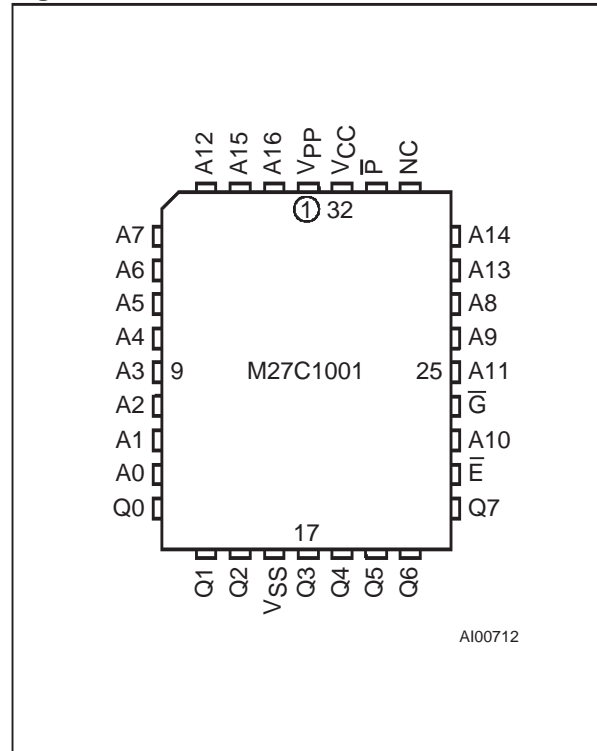 A12 A15 A16 VPP VCC P̅ NC
1 32
A7 A14
A6 A13
A5 A8
A4 A9
A3 9 M27C1001 25 A11
A2 G̅
A1 A10
A0 E̅
Q0 Q7
17
Q1 Q2 VSS Q3 Q4 Q5 Q6
AI00712